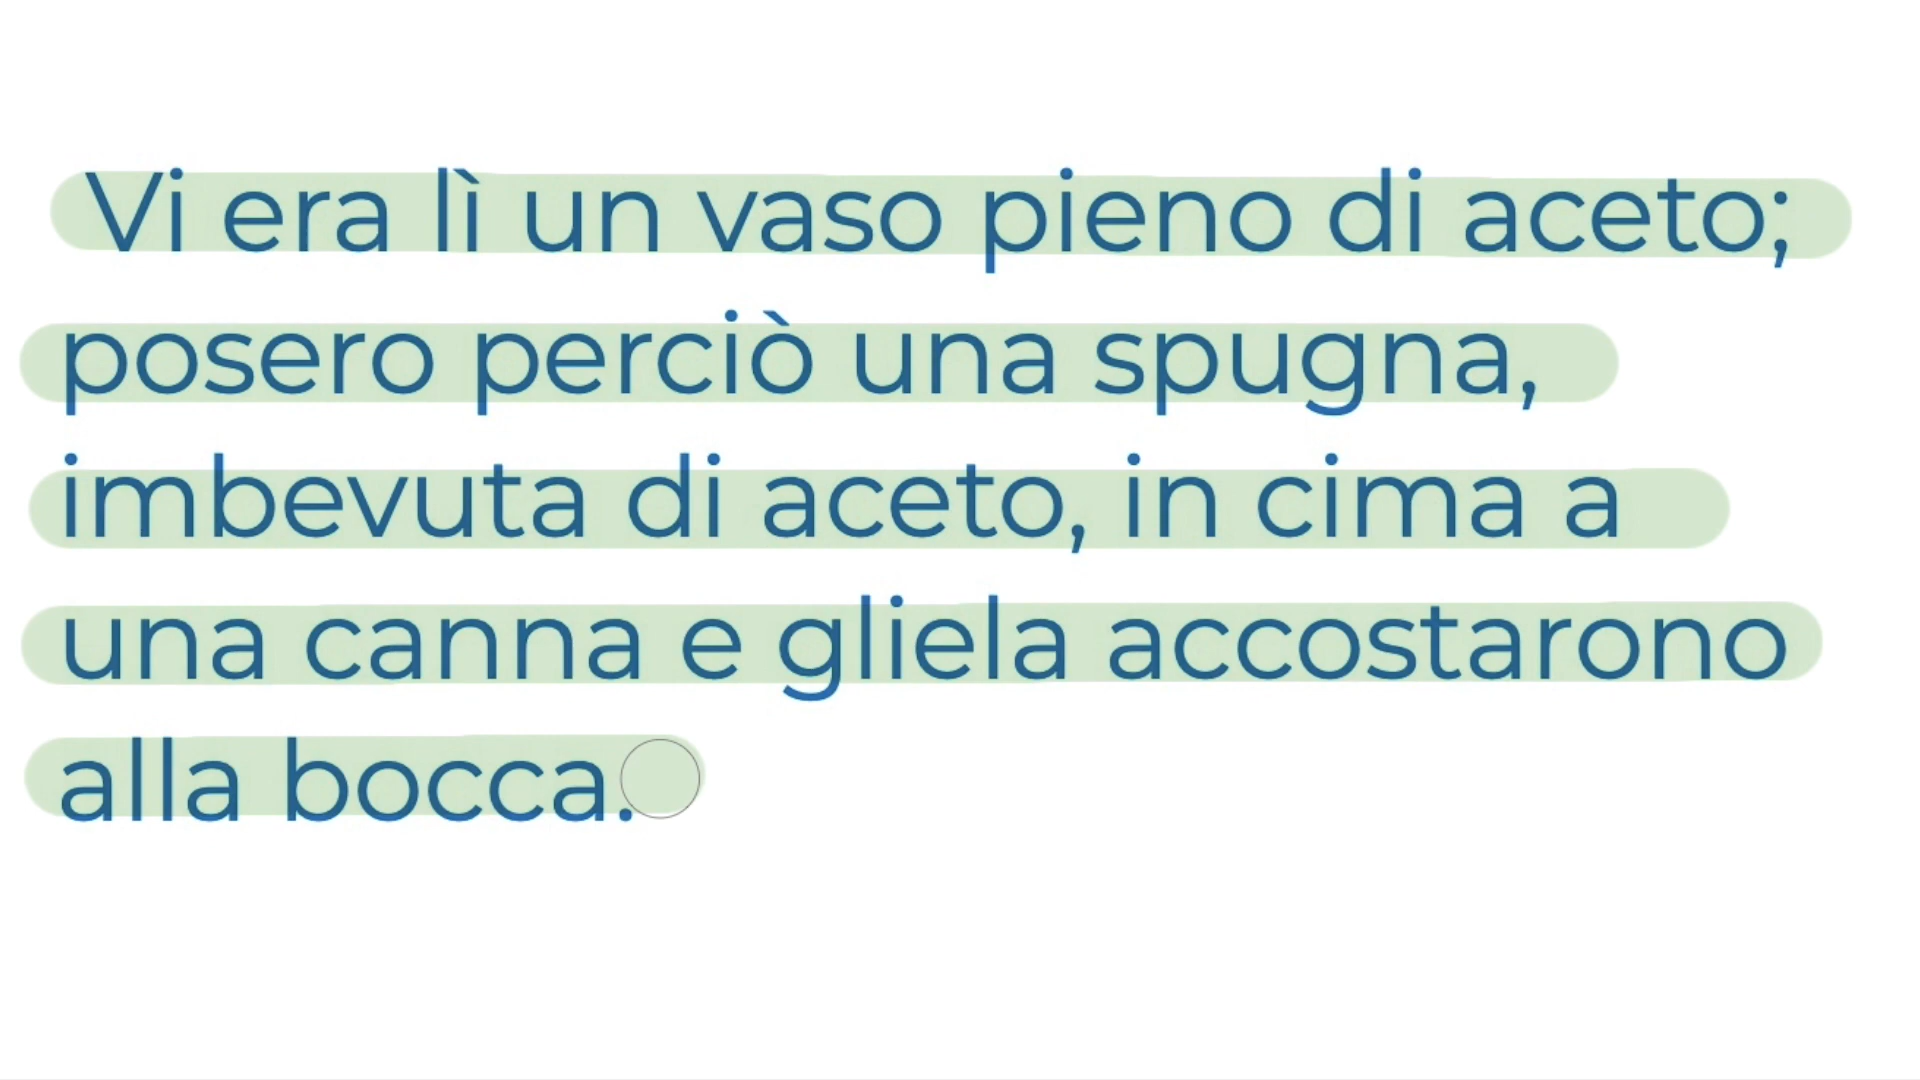 Vi era lì un vaso pieno di aceto;
posero perciò una spugna,
imbevuta di aceto, in cima a
una canna e gliela accostarono
alla bocca.